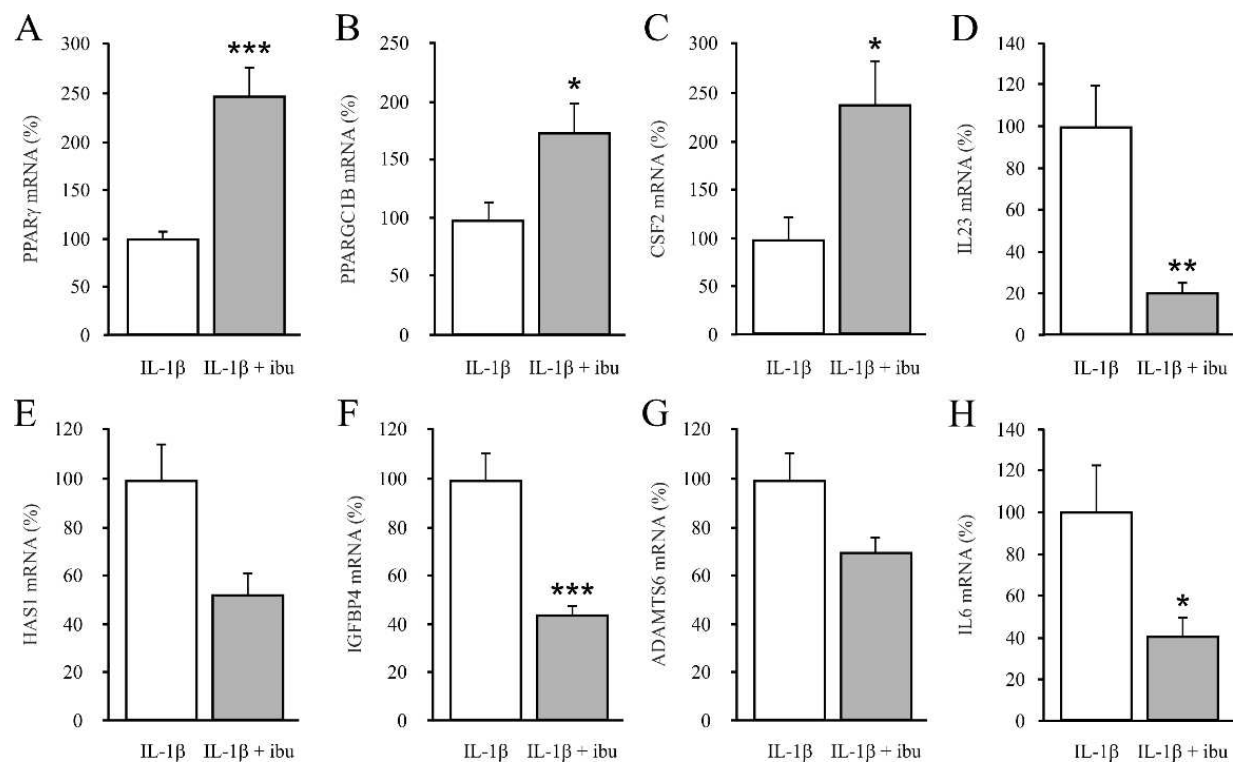 A
PPARγ mRNA (%)
300
250
200
150
100
50
0
***
IL-1β IL-1β + ibu
B
PPARGC1B mRNA (%)
250
200
150
100
50
0
*
IL-1β IL-1β + ibu
C
CSF2 mRNA (%)
300
250
200
150
100
50
0
*
IL-1β IL-1β + ibu
D
IL23 mRNA (%)
140
120
100
80
60
40
20
0
**
IL-1β IL-1β + ibu
E
HAS1 mRNA (%)
120
100
80
60
40
20
0
IL-1β IL-1β + ibu
F
IGFBP4 mRNA (%)
120
100
80
60
40
20
0
***
IL-1β IL-1β + ibu
G
ADAMTS6 mRNA (%)
120
100
80
60
40
20
0
IL-1β IL-1β + ibu
H
IL6 mRNA (%)
140
120
100
80
60
40
20
0
*
IL-1β IL-1β + ibu